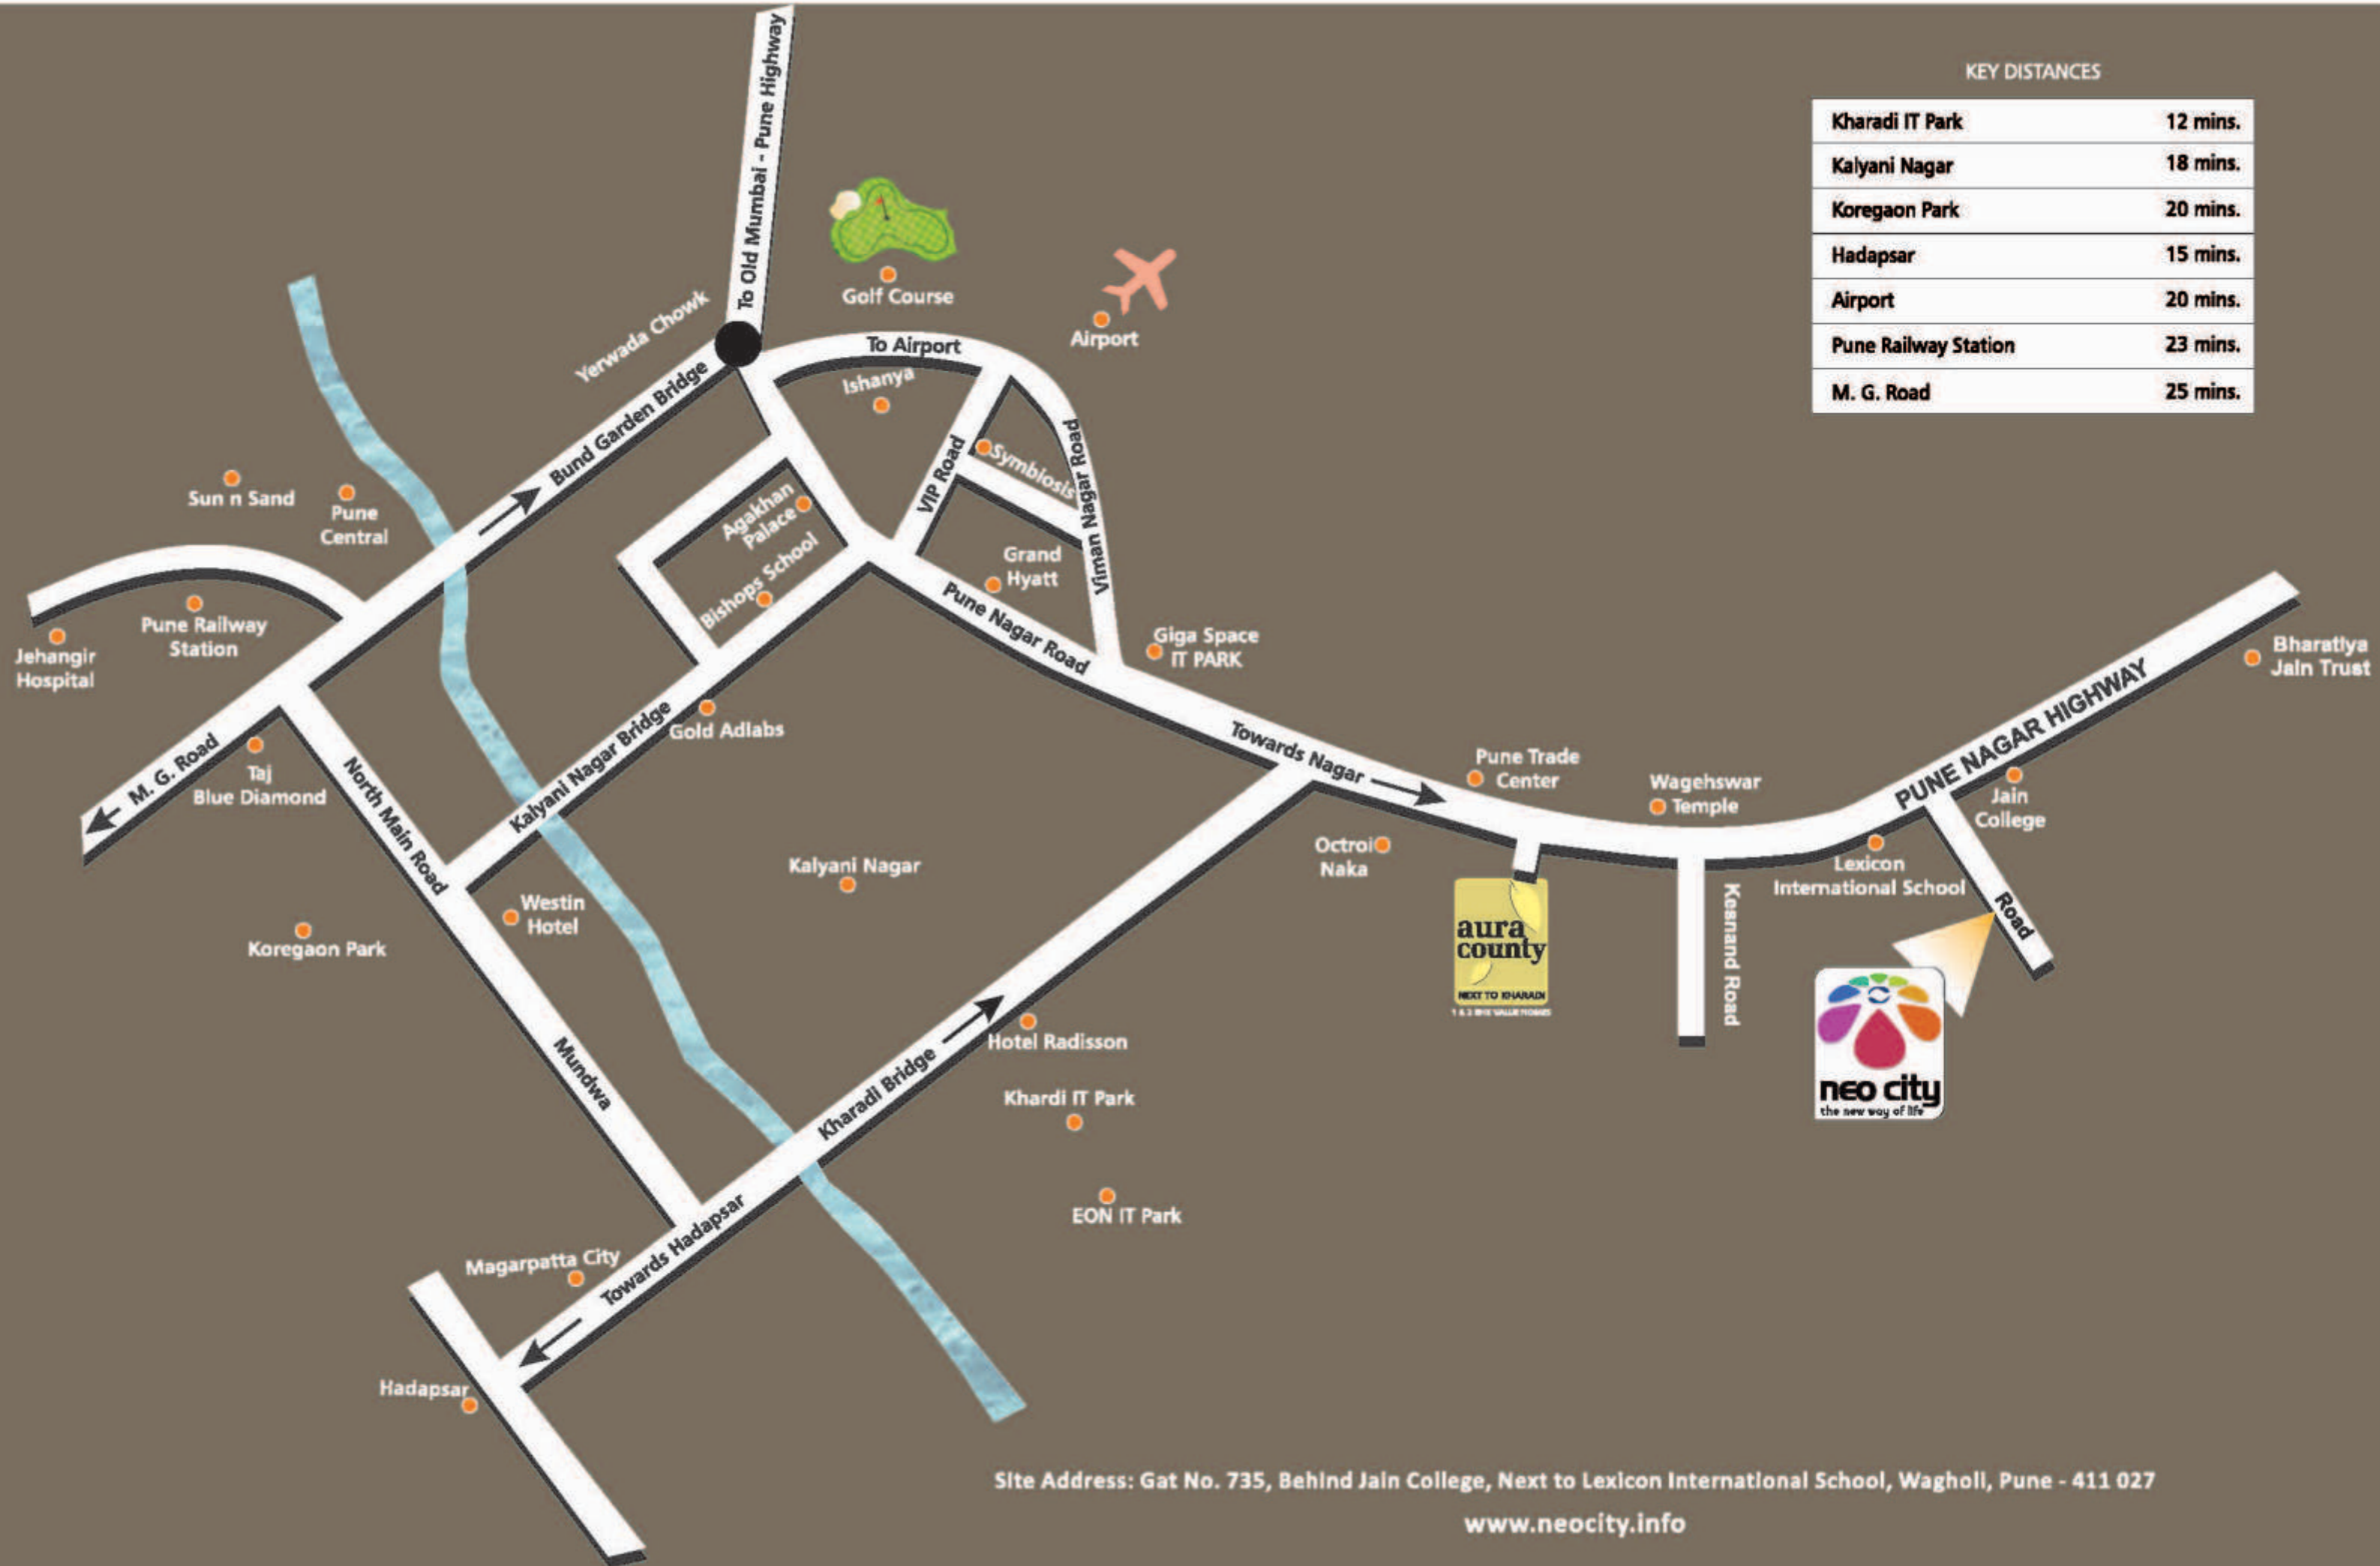 To Old Mumbai - Pune Highway
KEY DISTANCES
Kharadi IT Park 12 mins.
Kalyani Nagar 18 mins.
Koregaon Park 20 mins.
Hadapsar 15 mins.
Airport 20 mins.
Pune Railway Station 23 mins.
M. G. Road 25 mins.
Golf Course
Airport
Yerwada Chowk
To Airport
Ishanya
Bund Garden Bridge
VIP Road
Symbiosis
Viman Nagar Road
Sun n Sand
Pune
Central
Agakhan
Palace
Bishops School
Grand
Hyatt
Pune Nagar Road
Giga Space
IT PARK
Pune Railway
Station
Jehangir
Hospital
Bharatiya
Jain Trust
PUNE NAGAR HIGHWAY
M. G. Road
Taj
Blue Diamond
North Main Road
Kalyani Nagar Bridge
Gold Adlabs
Towards Nagar
Pune Trade
Center
Wagehswar
Temple
Jain
College
Octroi
Naka
Lexicon
International School
Kalyani Nagar
Westin
Hotel
Koregaon Park
aura
county
NEXT TO KHARADI
Kesnand Road
Road
neo city
the new way of life
Mundwa
Kharadi Bridge
Hotel Radisson
Khardi IT Park
EON IT Park
Magarpatta City
Towards Hadapsar
Hadapsar
Site Address: Gat No. 735, Behind Jain College, Next to Lexicon International School, Wagholi, Pune - 411 027
www.neocity.info